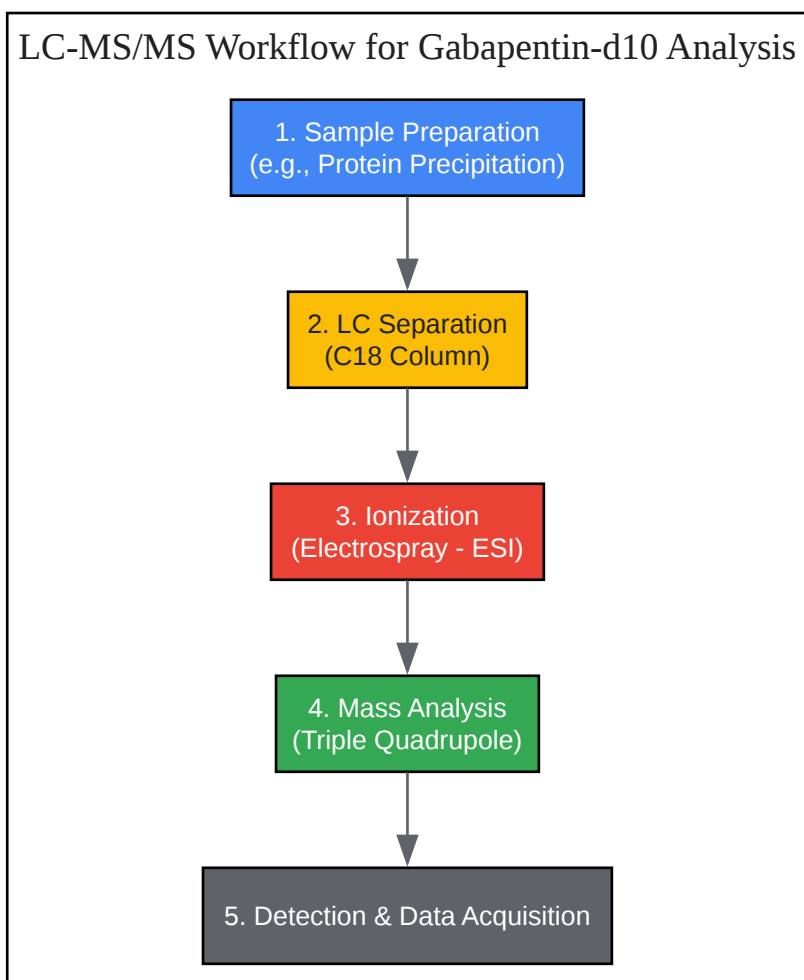 LC-MS/MS Workflow for Gabapentin-d10 Analysis
1. Sample Preparation
(e.g., Protein Precipitation)
2. LC Separation
(C18 Column)
3. Ionization
(Electrospray - ESI)
4. Mass Analysis
(Triple Quadrupole)
5. Detection & Data Acquisition